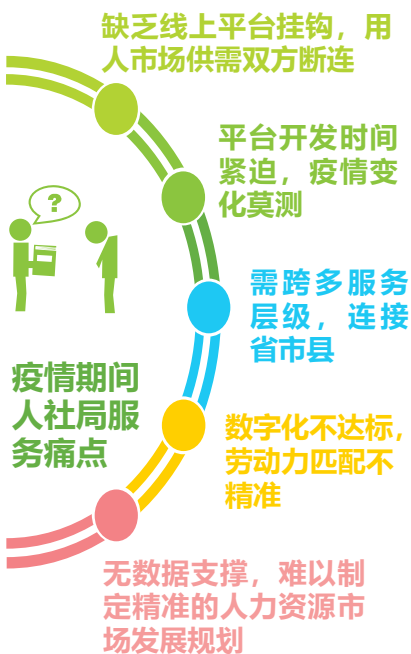 缺乏线上平台挂钩，用
人市场供需双方断连
平台开发时间
紧迫，疫情变
化莫测
?
需跨多服务
层级，连接
省市县
疫情期间
人社局服
务痛点
数字化不达标，
劳动力匹配不
精准
无数据支撑，难以制
定精准的人力资源市
场发展规划